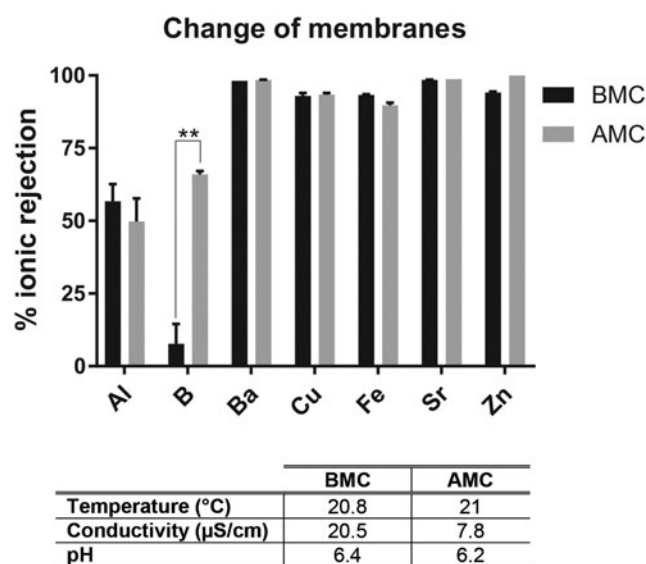 Change of membranes
% ionic rejection
100
75
50
25
0
**
BMC
AMC
Al
B
Ba
Cu
Fe
Sr
Zn
BMC AMC
Temperature (°C) 20.8 21
Conductivity (µS/cm) 20.5 7.8
pH 6.4 6.2